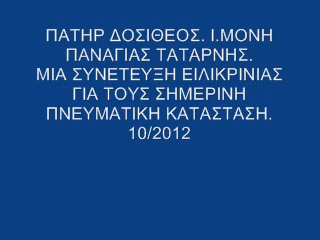 ΠΑΤΗΡ ΔΟΣΙΘΕΟΣ. Ι.ΜΟΝΗ
ΠΑΝΑΓΙΑΣ ΤΑΤΑΡΝΗΣ.
ΜΙΑ ΣΥΝΕΤΕΥΞΗ ΕΙΛΙΚΡΙΝΙΑΣ
ΓΙΑ ΤΟΥΣ ΣΗΜΕΡΙΝΗ
ΠΝΕΥΜΑΤΙΚΗ ΚΑΤΑΣΤΑΣΗ.
10/2012